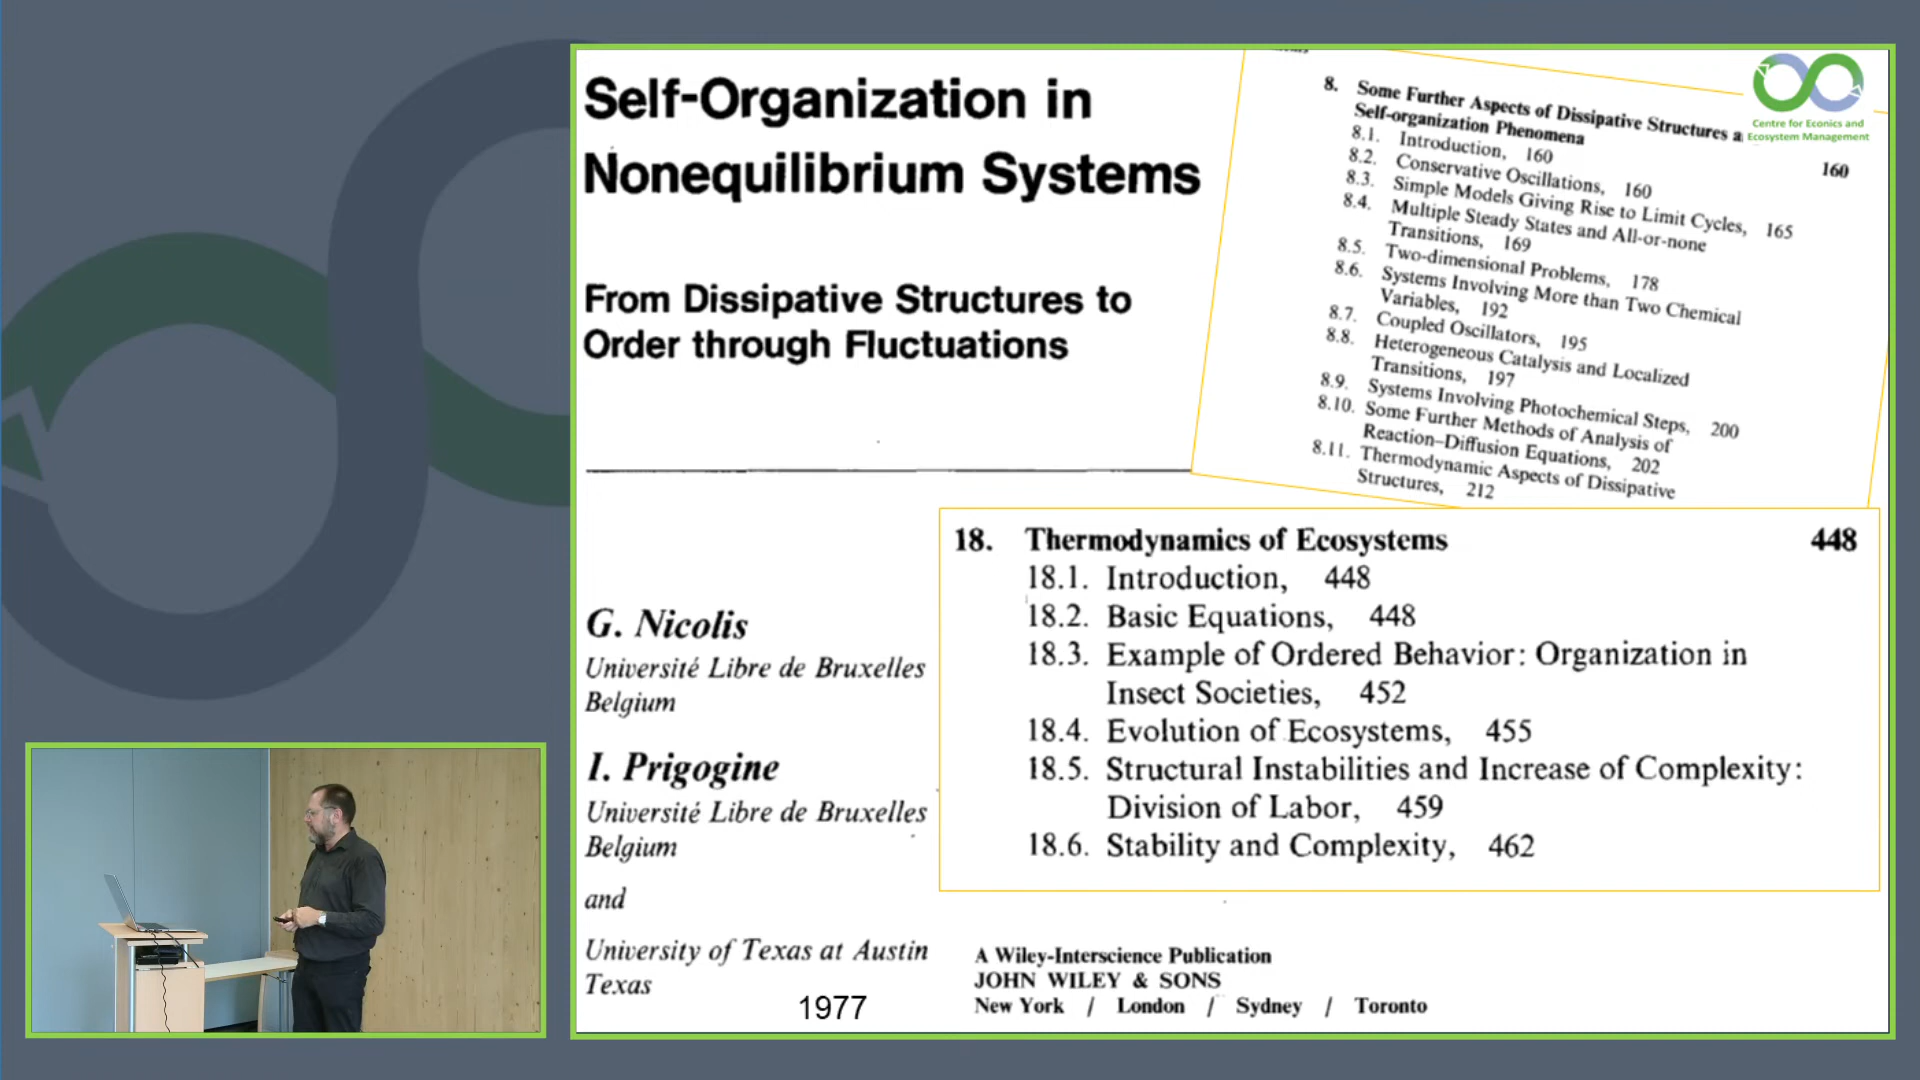 Self-Organization in
Nonequilibrium Systems
From Dissipative Structures to
Order through Fluctuations
G. Nicolis
Université Libre de Bruxelles
Belgium
I. Prigogine
Université Libre de Bruxelles
Belgium
and
University of Texas at Austin
Texas
1977
A Wiley-Interscience Publication
JOHN WILEY & SONS
New York / London / Sydney / Toronto
8. Some Further Aspects of Dissipative Structures
Self-organization Phenomena 160
8.1. Introduction, 160
8.2. Conservative Oscillations, 160
8.3. Simple Models Giving Rise to Limit Cycles, 165
8.4. Multiple Steady States and All-or-none
Transitions, 169
8.5. Two-dimensional Problems, 178
8.6. Systems Involving More than Two Chemical
Variables, 192
8.7. Coupled Oscillators, 195
8.8. Heterogeneous Catalysis and Localized
Transitions, 197
8.9. Systems Involving Photochemical Steps, 200
8.10. Some Further Methods of Analysis of
Reaction–Diffusion Equations, 202
8.11. Thermodynamic Aspects of Dissipative
Structures, 212
Centre for Econics and
Ecosystem Management
18. Thermodynamics of Ecosystems 448
18.1. Introduction, 448
18.2. Basic Equations, 448
18.3. Example of Ordered Behavior: Organization in
Insect Societies, 452
18.4. Evolution of Ecosystems, 455
18.5. Structural Instabilities and Increase of Complexity:
Division of Labor, 459
18.6. Stability and Complexity, 462